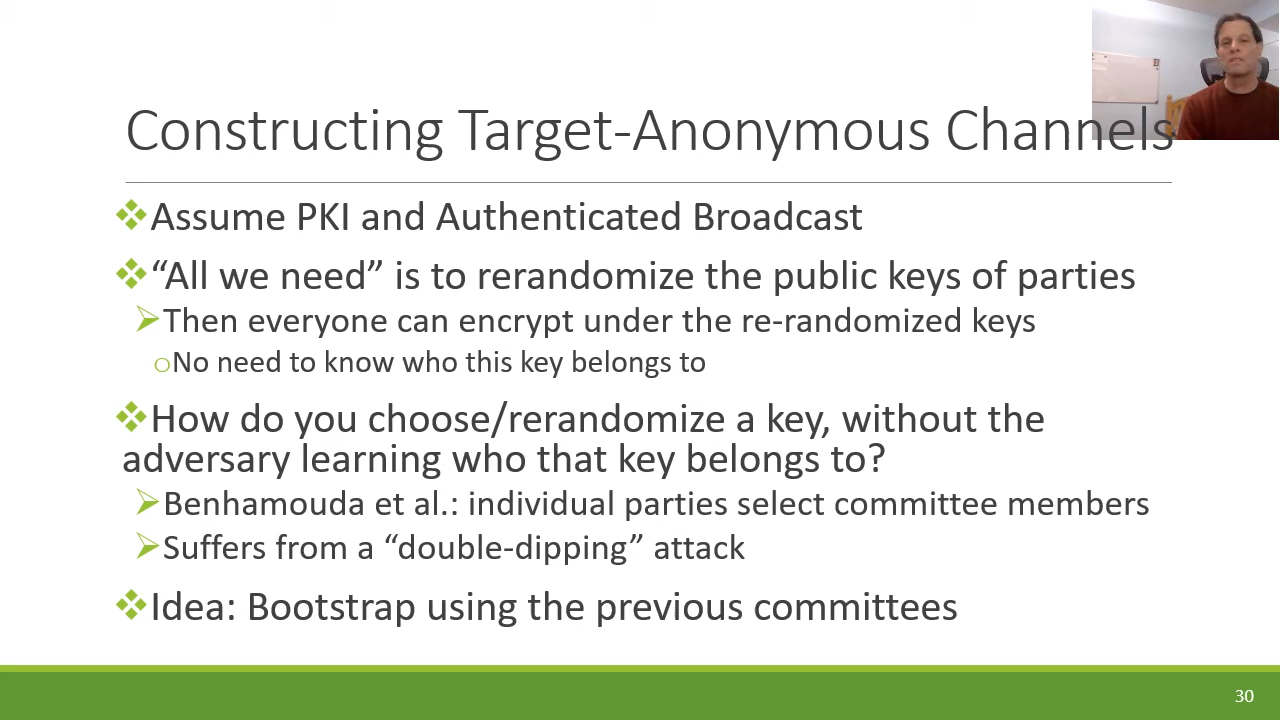 Constructing Target-Anonymous Channels
❖Assume PKI and Authenticated Broadcast
❖“All we need” is to rerandomize the public keys of parties
➢Then everyone can encrypt under the re-randomized keys
oNo need to know who this key belongs to
❖How do you choose/rerandomize a key, without the
adversary learning who that key belongs to?
➢Benhamouda et al.: individual parties select committee members
➢Suffers from a “double-dipping” attack
❖Idea: Bootstrap using the previous committees
30